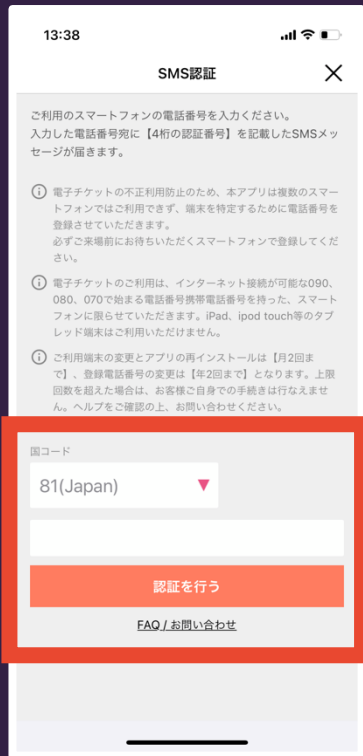 13:38
SMS認証
ご利用のスマートフォンの電話番号を入力ください。
入力した電話番号宛に【4桁の認証番号】を記載したSMSメッ
セージが届きます。
電子チケットの不正利用防止のため、本アプリは複数のスマー
トフォンではご利用できず、端末を特定するために電話番号を
登録させていただきます。
必ずご来場前にお持ちいただくスマートフォンで登録してくだ
さい。
電子チケットのご利用は、インターネット接続が可能な090、
080、070で始まる電話番号携帯電話番号を持った、スマート
フォンに限らせていただきます。iPad、ipod touch等のタブ
レッド端末はご利用いただけません。
ご利用端末の変更とアプリの再インストールは【月2回ま
で】、登録電話番号の変更は【年2回まで】となります。上限
回数を超えた場合は、お客様ご自身での手続きは行なえませ
ん。ヘルプをご確認の上、お問い合わせください。
国コード
81(Japan)
認証を行う
FAQ / お問い合わせ